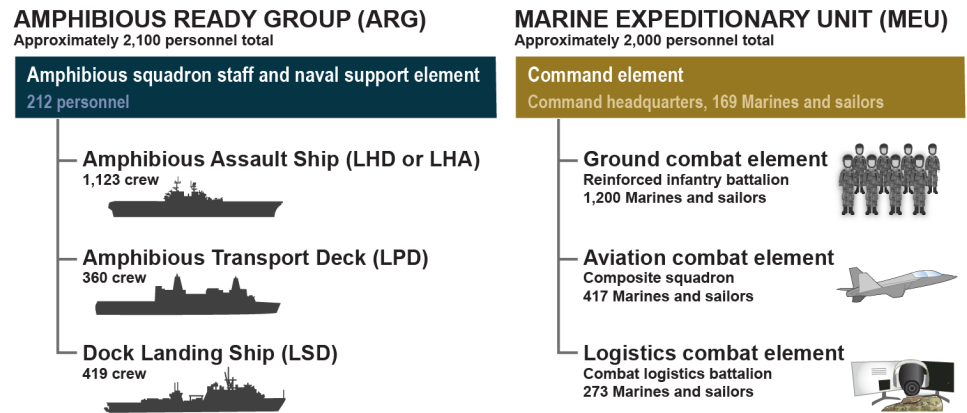 AMPHIBIOUS READY GROUP (ARG)
Approximately 2,100 personnel total
Amphibious squadron staff and naval support element
212 personnel
Amphibious Assault Ship (LHD or LHA)
1,123 crew
Amphibious Transport Deck (LPD)
360 crew
Dock Landing Ship (LSD)
419 crew
MARINE EXPEDITIONARY UNIT (MEU)
Approximately 2,000 personnel total
Command element
Command headquarters, 169 Marines and sailors
Ground combat element
Reinforced infantry battalion
1,200 Marines and sailors
Aviation combat element
Composite squadron
417 Marines and sailors
Logistics combat element
Combat logistics battalion
273 Marines and sailors